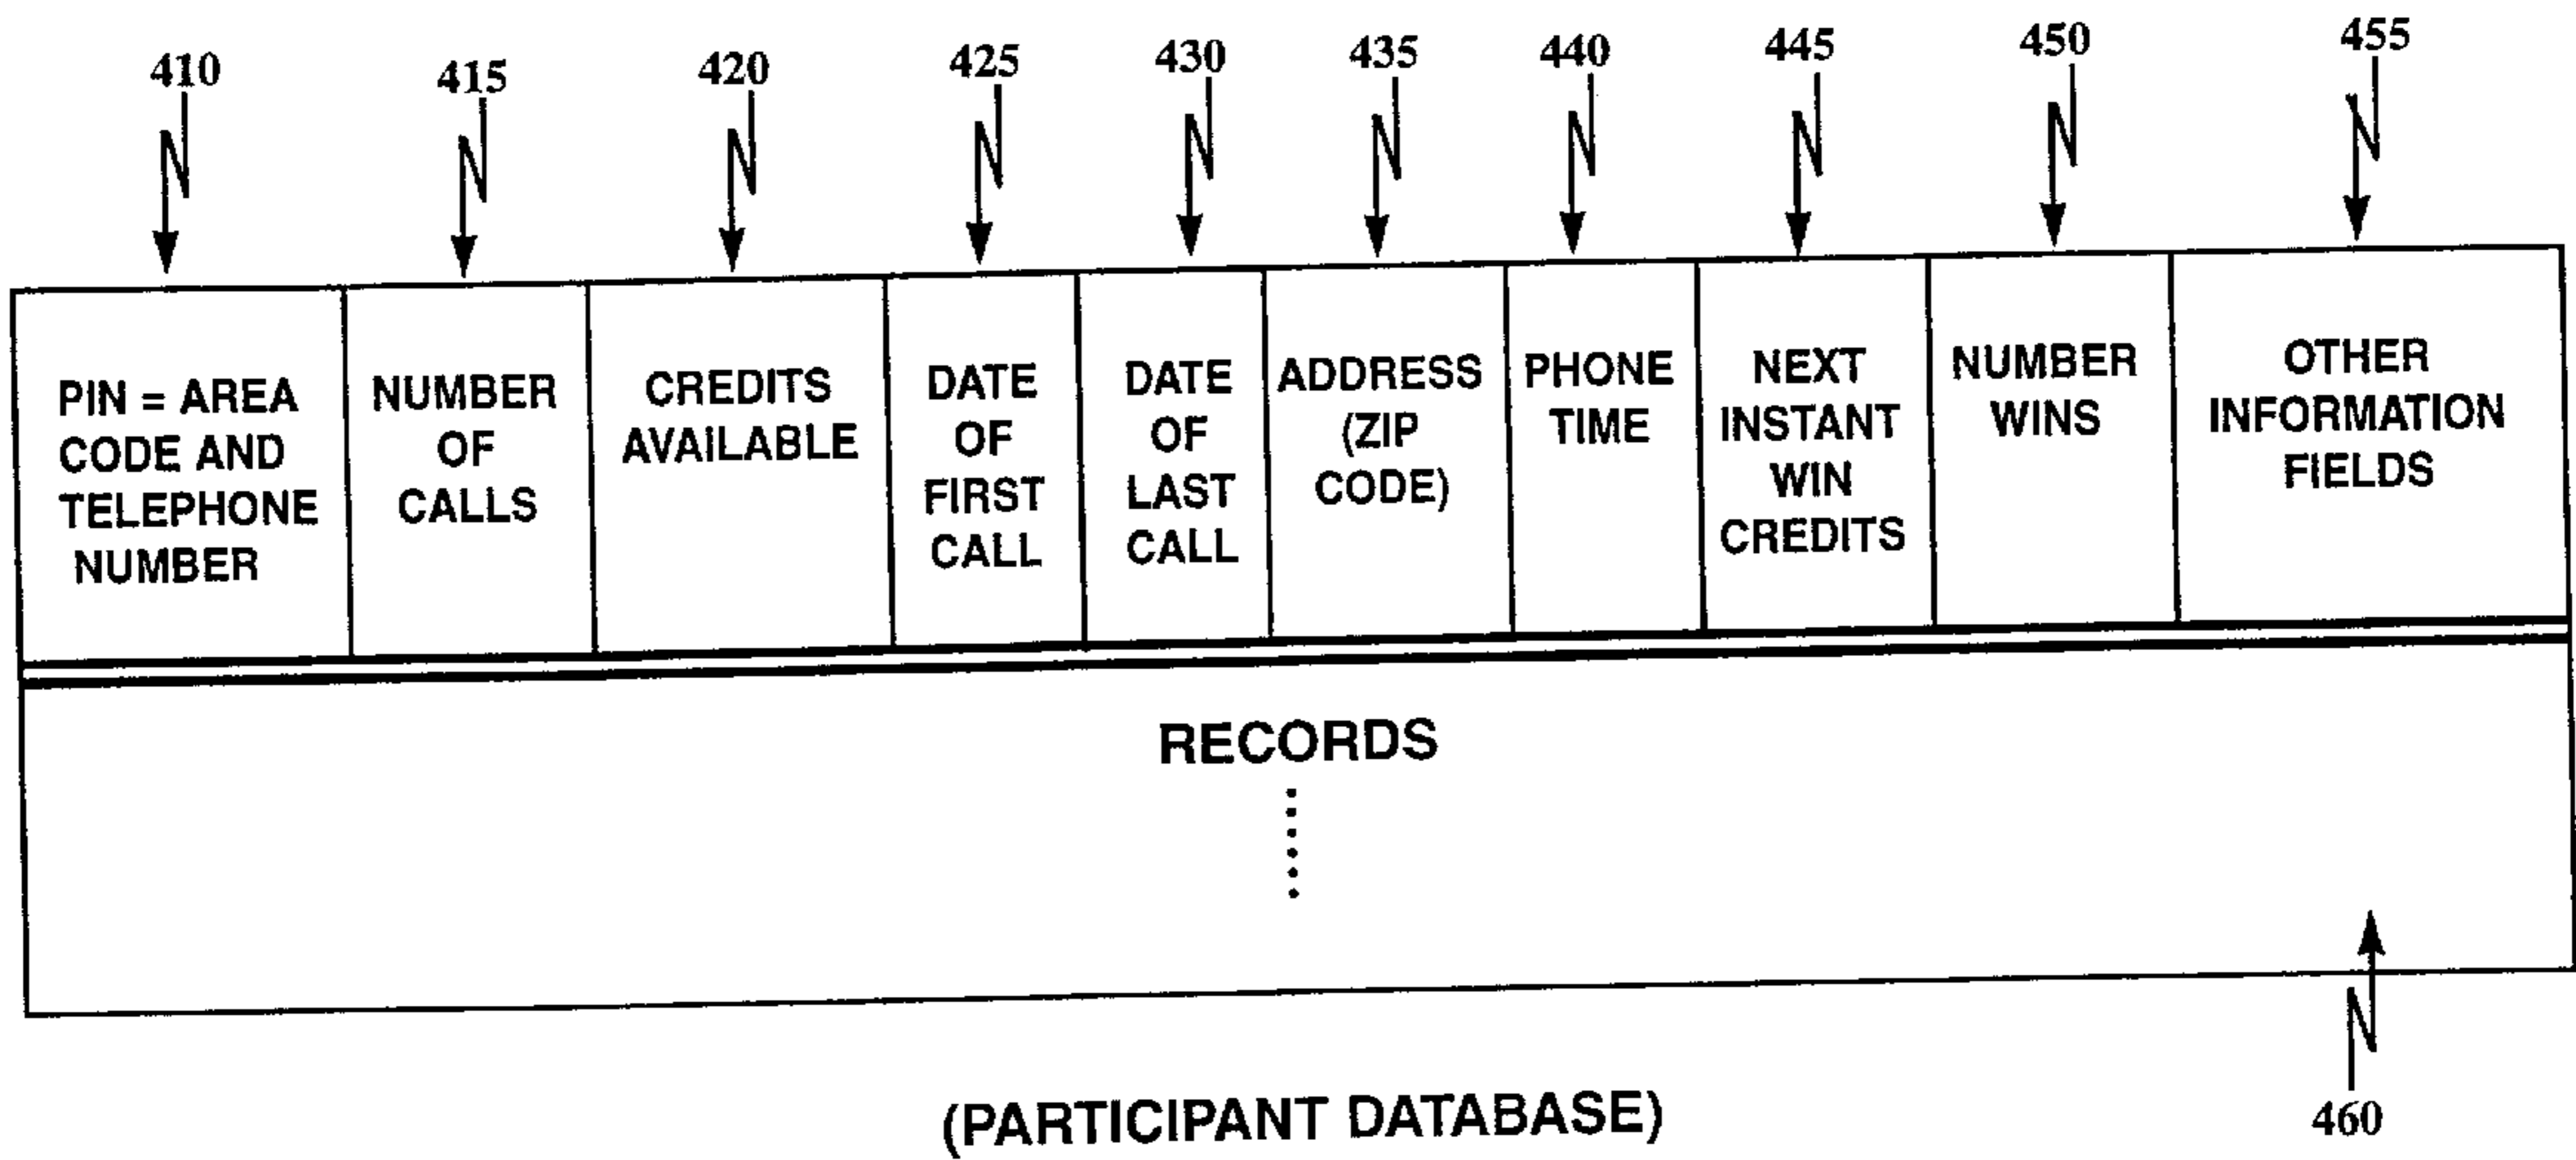 410 415 420 425 430 435 440 445 450 455
PIN = AREA
CODE AND
TELEPHONE
NUMBER
NUMBER
OF
CALLS
CREDITS
AVAILABLE
DATE
OF
FIRST
CALL
DATE
OF
LAST
CALL
ADDRESS
(ZIP
CODE)
PHONE
TIME
NEXT
INSTANT
WIN
CREDITS
NUMBER
WINS
OTHER
INFORMATION
FIELDS
RECORDS
(PARTICIPANT DATABASE)
460